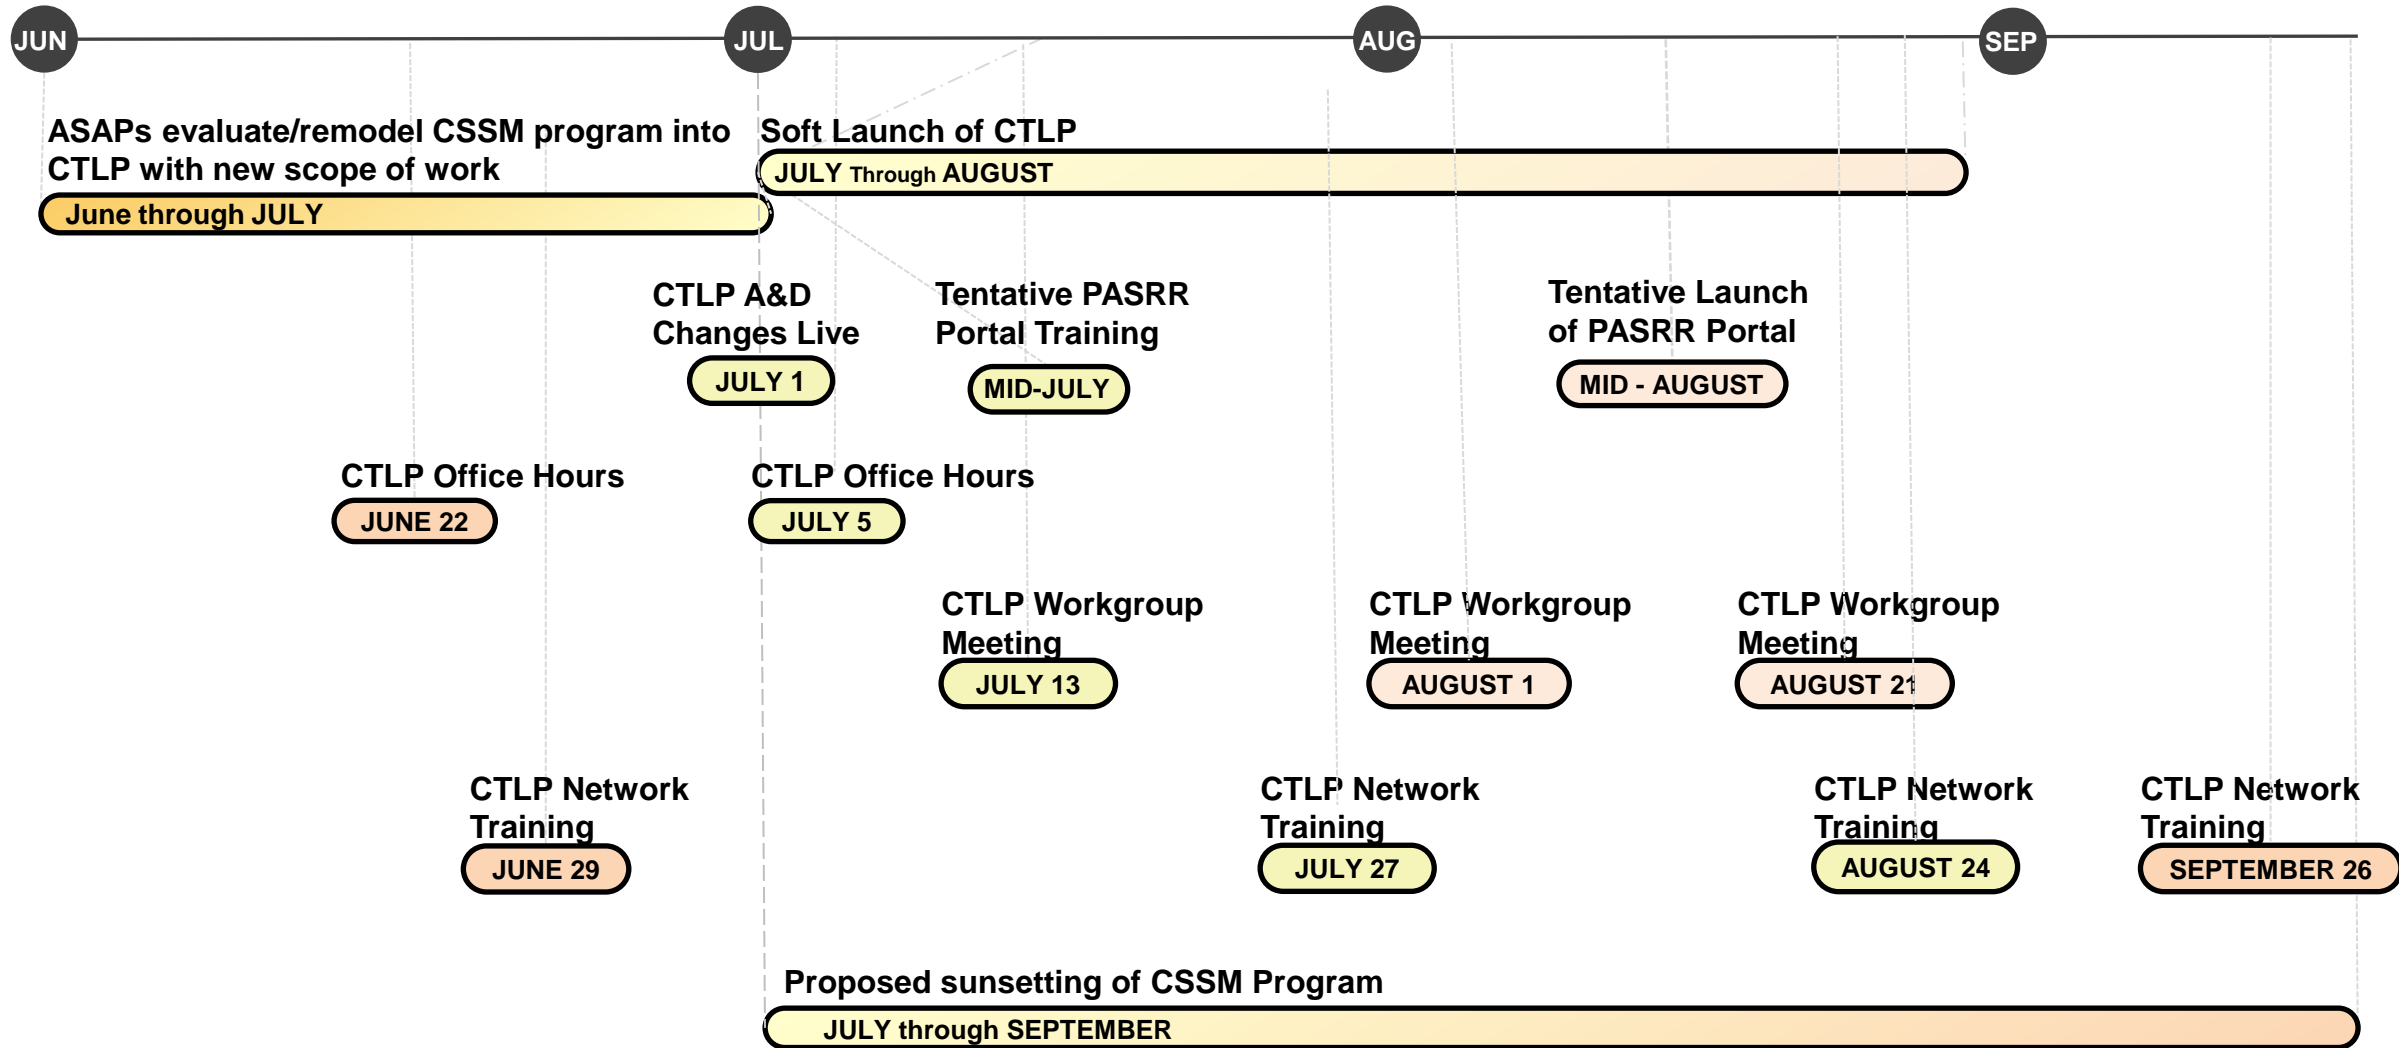 JUN
JUL
AUG
SEP
ASAPs evaluate/remodel CSSM program into
CTLP with new scope of work
June through JULY
Soft Launch of CTLP
JULY Through AUGUST
CTLP A&D
Changes Live
JULY 1
Tentative PASRR
Portal Training
MID-JULY
Tentative Launch
of PASRR Portal
MID - AUGUST
CTLP Office Hours
JUNE 22
CTLP Office Hours
JULY 5
CTLP Workgroup
Meeting
JULY 13
CTLP Workgroup
Meeting
AUGUST 1
CTLP Workgroup
Meeting
AUGUST 21
CTLP Network
Training
JUNE 29
CTLP Network
Training
JULY 27
CTLP Network
Training
AUGUST 24
CTLP Network
Training
SEPTEMBER 26
Proposed sunsetting of CSSM Program
JULY through SEPTEMBER